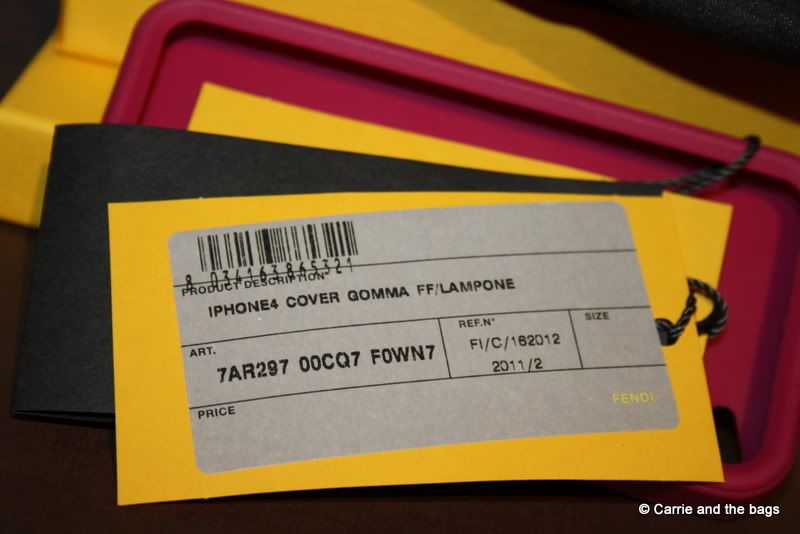 8 034163865321
PRODUCT DESCRIPTION
IPHONE4 COVER GOMMA FF/LAMPONE
ART.
7AR297 00CQ7 F0WN7
REF.N°
FI/C/162012
2011/2
SIZE
PRICE
FENDI
© Carrie and the bags